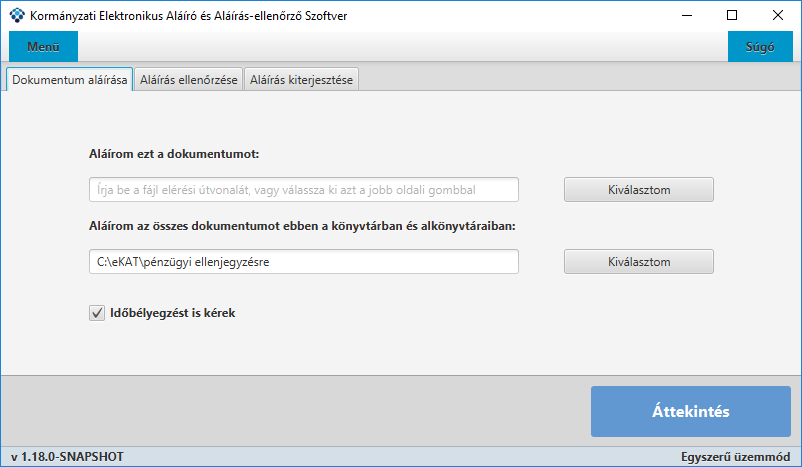 Kormányzati Elektronikus Aláíró és Aláírás-ellenőrző Szoftver
Menü Súgó
Dokumentum aláírása Aláírás ellenőrzése Aláírás kiterjesztése
Aláírom ezt a dokumentumot:
Írja be a fájl elérési útvonalát, vagy válassza ki azt a jobb oldali gombbal Kiválasztom
Aláírom az összes dokumentumot ebben a könyvtárban és alkönyvtáraiban:
C:\eKAT\pénzügyi ellenjegyzésre Kiválasztom
Időbélyegzést is kérek
Áttekintés
v 1.18.0-SNAPSHOT Egyszerű üzemmód